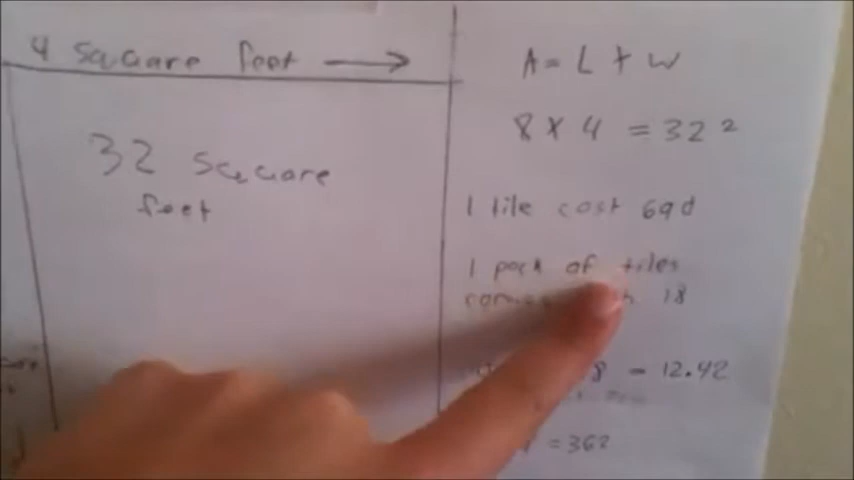 4 square feet
32 square
feet
A = L + W
8 x 4 = 32 ²
1 tile cost 69d
1 pack of tiles
18
8 = 12.42
= 362